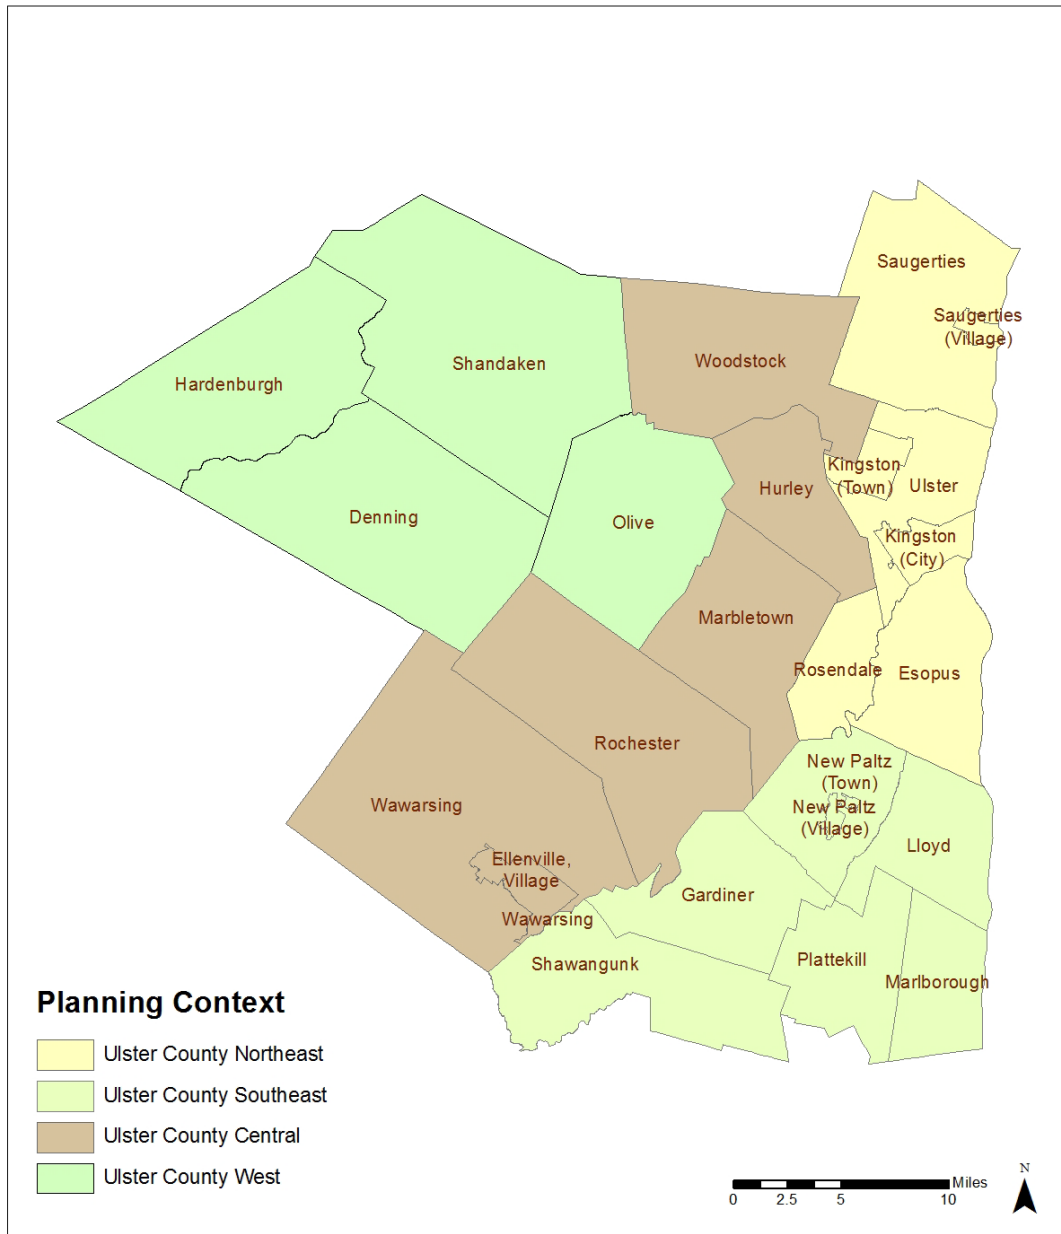 Saugerties
Saugerties
(Village)
Woodstock
Shandaken
Hardenburgh
Kingston
(Town)
Ulster
Hurley
Denning
Olive
Kingston
(City)
Marbletown
Rosendale
Esopus
Rochester
New Paltz
(Town)
New Paltz
(Village)
Wawarsing
Lloyd
Ellenville,
Village
Gardiner
Wawarsing
Shawangunk
Plattekill
Marlborough
Planning Context
Ulster County Northeast
Ulster County Southeast
Ulster County Central
Ulster County West
N
Miles
0 2.5 5 10